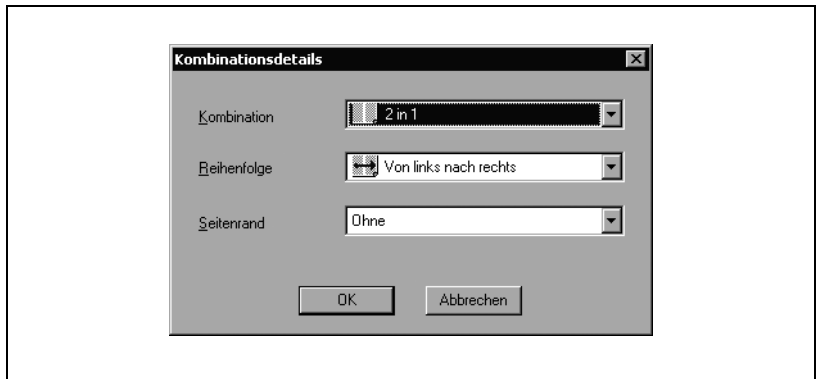 Kombinationsdetails
Kombination 2 in 1
Reihenfolge Von links nach rechts
Seitenrand Ohne
OK Abbrechen